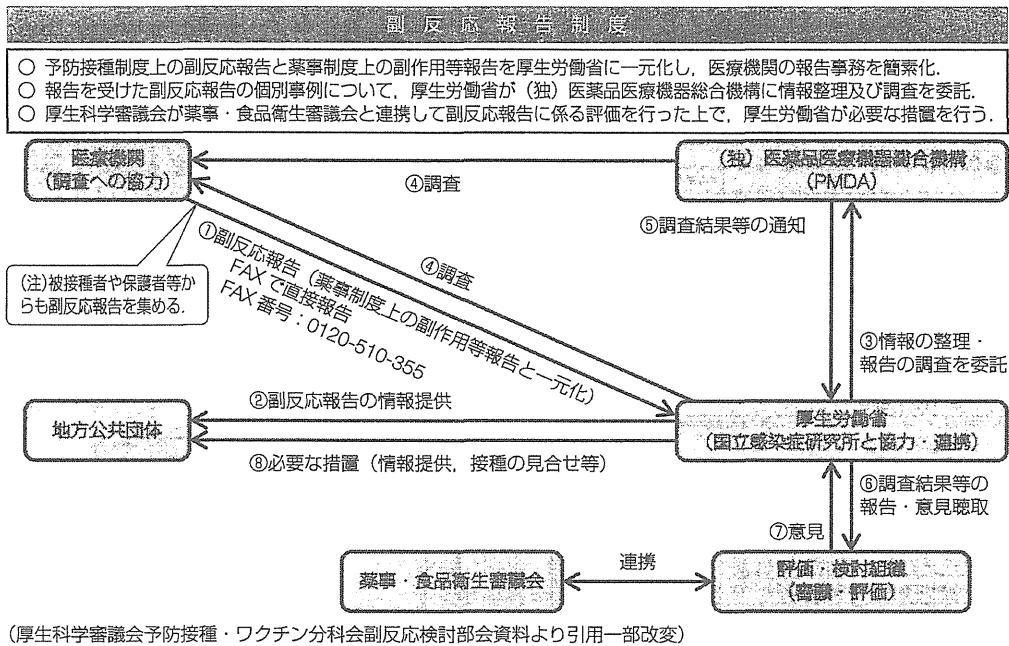 副反応報告制度
○ 予防接種制度上の副反応報告と薬事制度上の副作用等報告を厚生労働省に一元化し，医療機関の報告事務を簡素化．
○ 報告を受けた副反応報告の個別事例について，厚生労働省が（独）医薬品医療機器総合機構に情報整理及び調査を委託．
○ 厚生科学審議会が薬事・食品衛生審議会と連携して副反応報告に係る評価を行った上で，厚生労働省が必要な措置を行う．
医療機関
（調査への協力）
（独）医薬品医療機器総合機構
（PMDA）
④調査
⑤調査結果等の通知
①副反応報告（薬事制度上の副作用等報告と一元化）
FAXで直接報告
FAX番号：0120-510-355
④調査
（注）被接種者や保護者等か
らも副反応報告を集める．
③情報の整理・
報告の調査を委託
②副反応報告の情報提供
地方公共団体
厚生労働省
（国立感染症研究所と協力・連携）
⑧必要な措置（情報提供，接種の見合せ等）
⑥調査結果等の
報告・意見聴取
⑦意見
薬事・食品衛生審議会
連携
評価・検討組織
（審議・評価）
（厚生科学審議会予防接種・ワクチン分科会副反応検討部会資料より引用一部改変）